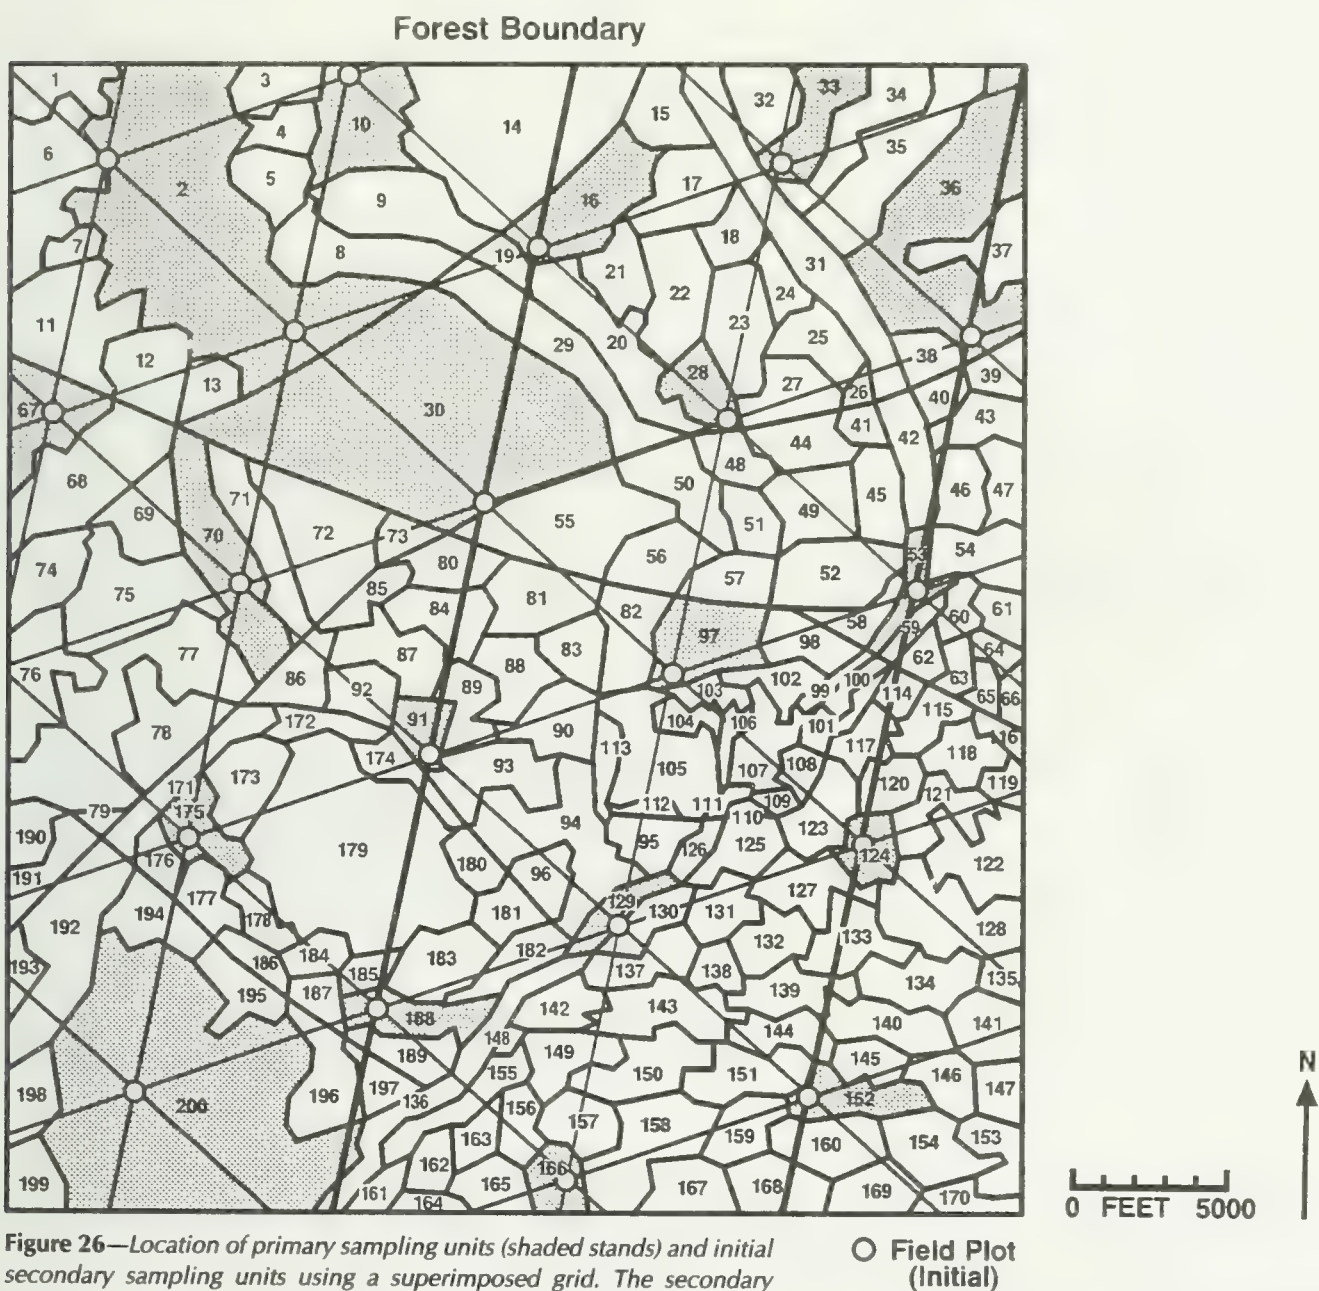 Forest Boundary
1 3 10 14 15 32 33 34
4 35
6 5 2 9 16 17 36
7 8 19 21 18 31 37
11 22 24
12 13 29 20 23 25 38
28 27 26 39
67 30 40 43
41 42
44
68 71 50 48 45 46 47
69 70 72 73 55 51 49
74 75 80 56 57 52 53 54
85 84 81 82 58 60 61
77 87 83 97 98 59
76 86 88 62 64
92 89 103 102 99 100 63 65 66
78 172 91 90 104 106 101 114 115
174 113 117 118 116
171 173 93 105 107 108 120 119
79 175 112 111 109 121
190 179 94 110 123
176 180 95 126 125 124 122
191 177 96 127
192 194 178 181 129 130 131 128
193 186 184 183 182 132 133
195 185 137 138 134 135
187 188 142 143 139
148 144 140 141
189 149 145
198 200 196 197 155 150 151 146 147
136 156 152
157 158 159 160 154 153
163
199 162 166
161 164 165 167 168 169 170
N
0 FEET 5000
Figure 26—Location of primary sampling units (shaded stands) and initial
secondary sampling units using a superimposed grid. The secondary
Field Plot
(Initial)